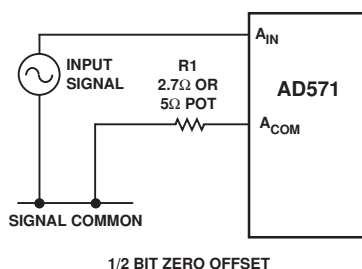 INPUT
SIGNAL
R1
2.7Ω OR
5Ω POT
A_IN
AD571
A_COM
SIGNAL COMMON
1/2 BIT ZERO OFFSET